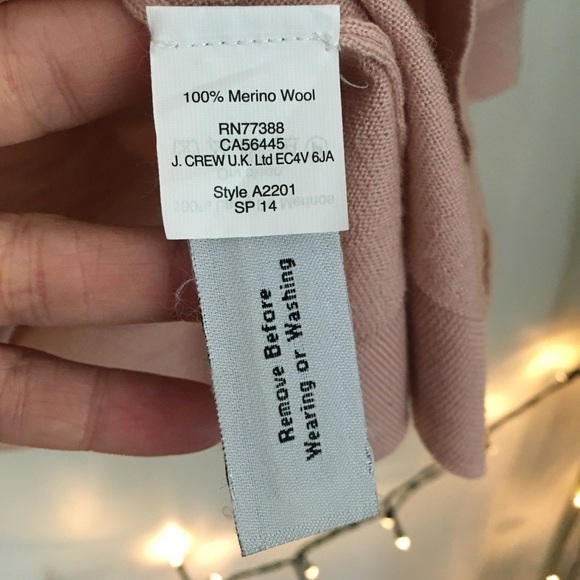 100% Merino Wool
RN77388
CA56445
J. CREW U.K. Ltd EC4V 6JA
Style A2201
SP 14
Remove Before
Wearing or Washing